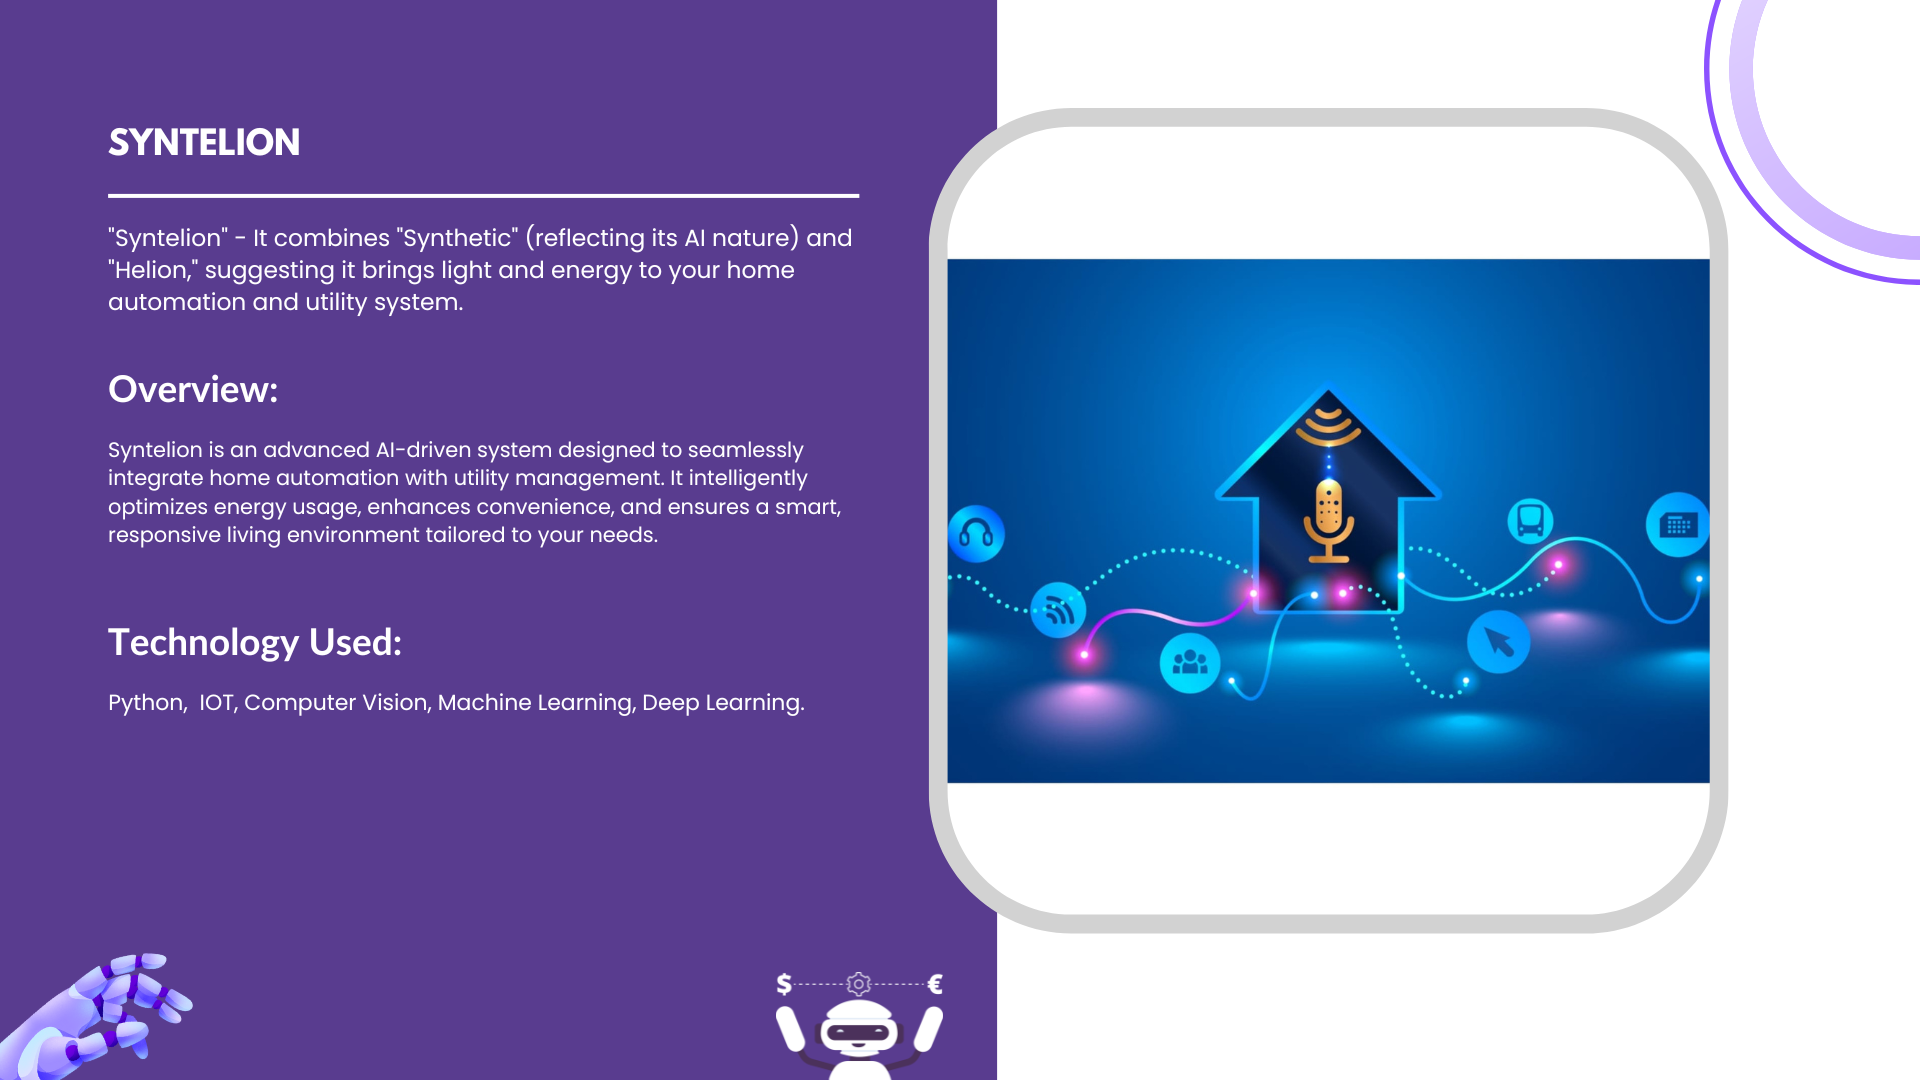 SYNTELION
"Syntelion" - It combines "Synthetic" (reflecting its AI nature) and
"Helion," suggesting it brings light and energy to your home
automation and utility system.
Overview:
Syntelion is an advanced AI-driven system designed to seamlessly
integrate home automation with utility management. It intelligently
optimizes energy usage, enhances convenience, and ensures a smart,
responsive living environment tailored to your needs.
Technology Used:
Python,  IOT, Computer Vision, Machine Learning, Deep Learning.
$ €